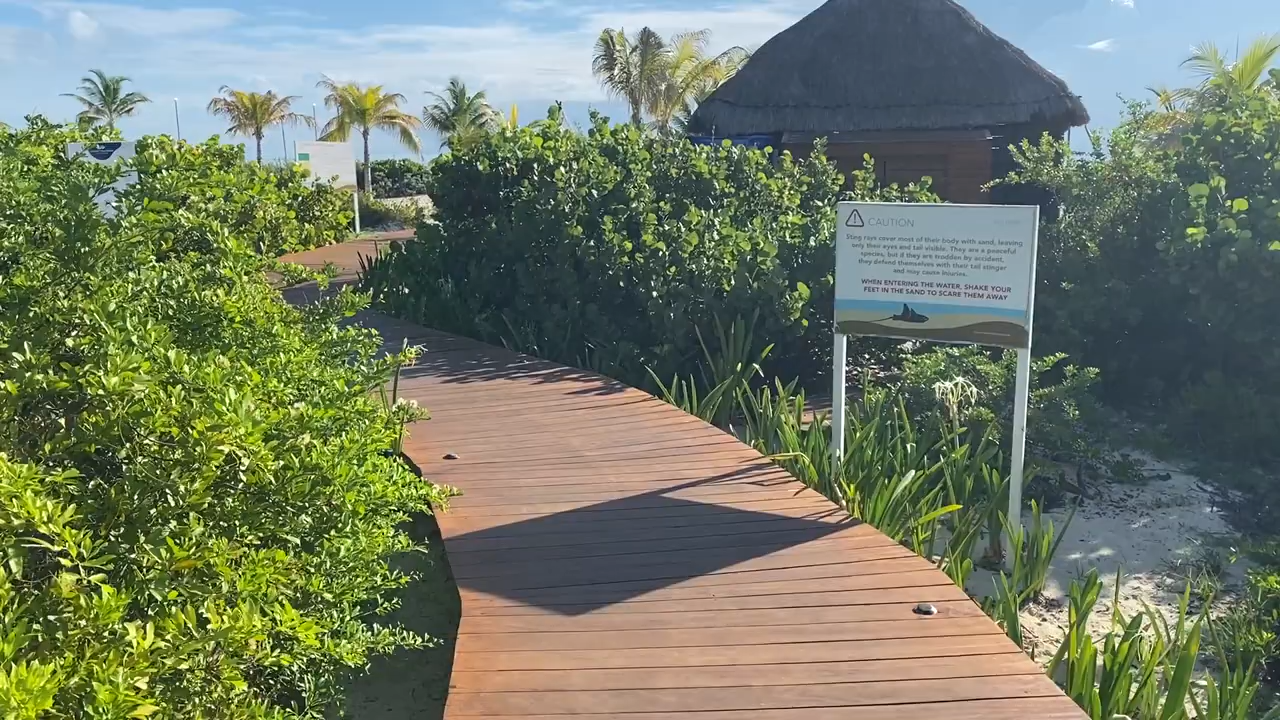 CAUTION
Sting rays cover most of their body with sand, leaving
only their eyes and tail visible. They are a peaceful
species, but if they are trodden by accident,
they defend themselves with their tail stinger
and may cause injuries.
WHEN ENTERING THE WATER, SHAKE YOUR
FEET IN THE SAND TO SCARE THEM AWAY